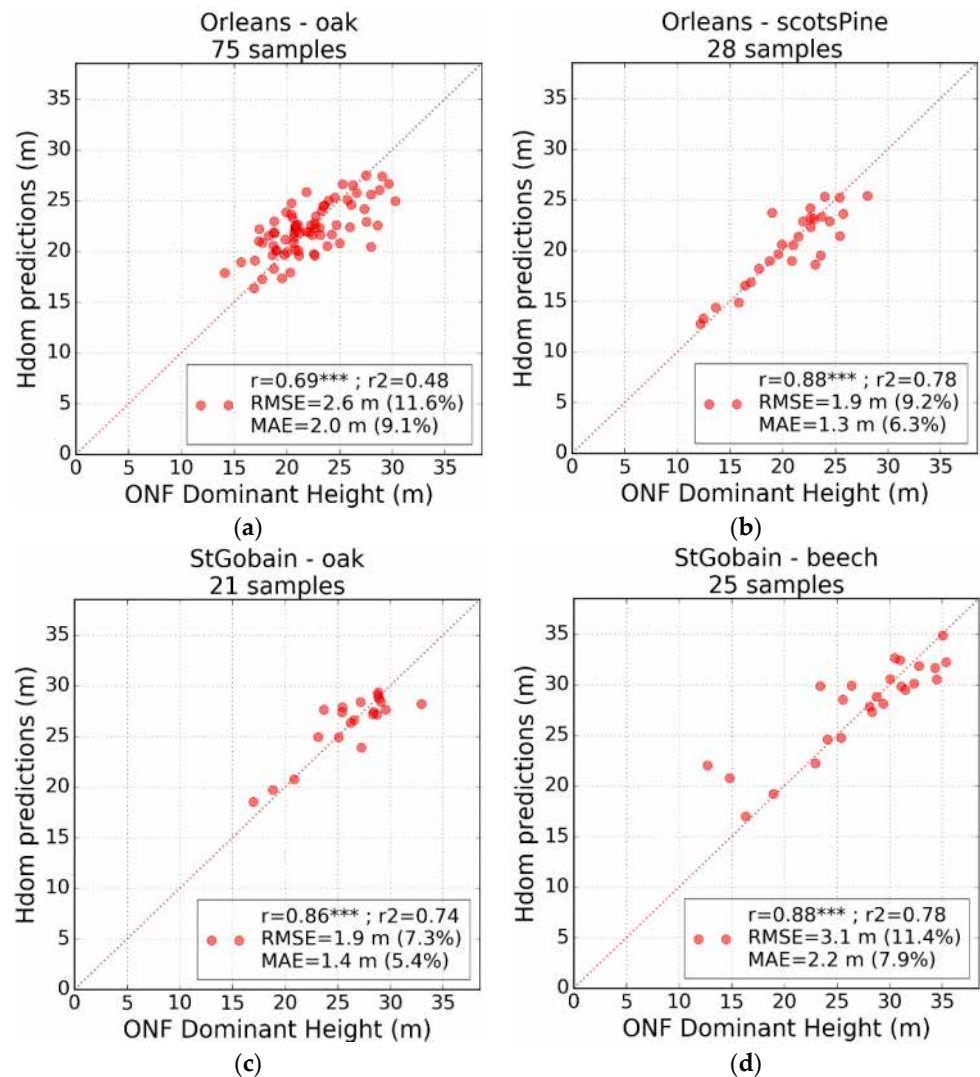 Orleans - oak
75 samples
Hdom predictions (m)
35
30
25
20
15
10
5
0
r=0.69*** ; r2=0.48
RMSE=2.6 m (11.6%)
MAE=2.0 m (9.1%)
0 5 10 15 20 25 30 35
ONF Dominant Height (m)
(a)
Orleans - scotsPine
28 samples
Hdom predictions (m)
35
30
25
20
15
10
5
0
r=0.88*** ; r2=0.78
RMSE=1.9 m (9.2%)
MAE=1.3 m (6.3%)
0 5 10 15 20 25 30 35
ONF Dominant Height (m)
(b)
StGobain - oak
21 samples
Hdom predictions (m)
35
30
25
20
15
10
5
0
r=0.86*** ; r2=0.74
RMSE=1.9 m (7.3%)
MAE=1.4 m (5.4%)
0 5 10 15 20 25 30 35
ONF Dominant Height (m)
(c)
StGobain - beech
25 samples
Hdom predictions (m)
35
30
25
20
15
10
5
0
r=0.88*** ; r2=0.78
RMSE=3.1 m (11.4%)
MAE=2.2 m (7.9%)
0 5 10 15 20 25 30 35
ONF Dominant Height (m)
(d)